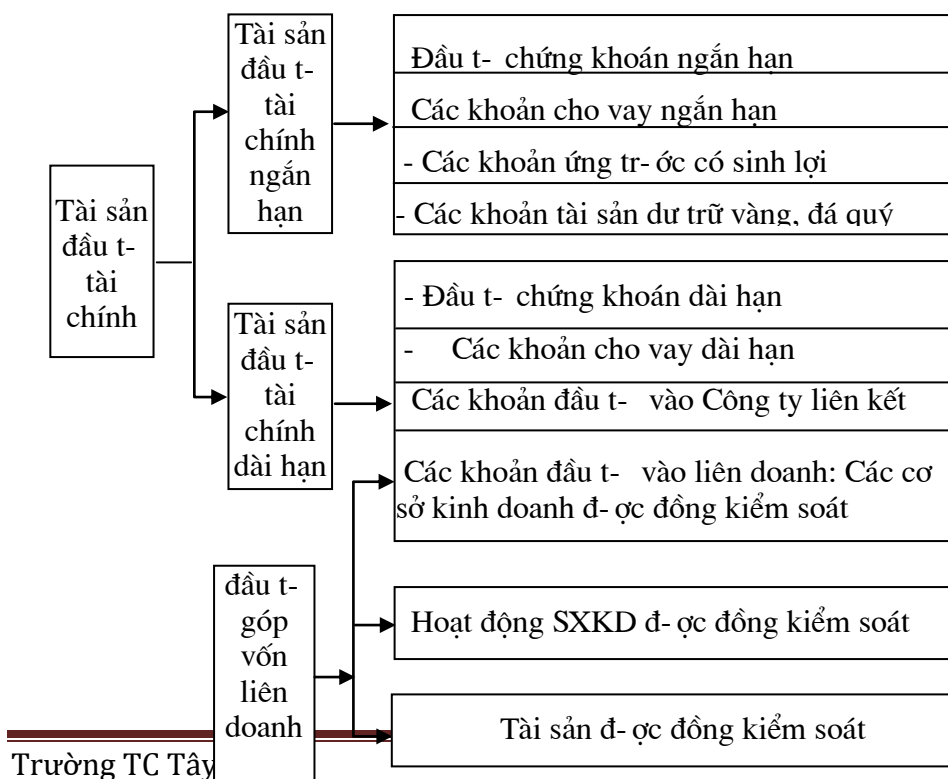 Tài sản
đầu t-
tài
chính
Tài sản
đầu t-
tài
chính
ngắn
hạn
Đầu t- chứng khoán ngắn hạn
Các khoản cho vay ngắn hạn
- Các khoản ứng tr- ớc có sinh lợi
- Các khoản tài sản dư trữ vàng, đá quý
Tài sản
đầu t-
tài
chính
dài hạn
- Đầu t- chứng khoán dài hạn
- Các khoản cho vay dài hạn
Các khoản đầu t- vào Công ty liên kết
Các khoản đầu t- vào liên doanh: Các cơ
sở kinh doanh đ- ợc đồng kiểm soát
đầu t-
góp
vốn
liên
doanh
Hoạt động SXKD đ- ợc đồng kiểm soát
Tài sản đ- ợc đồng kiểm soát
Trường TC Tây